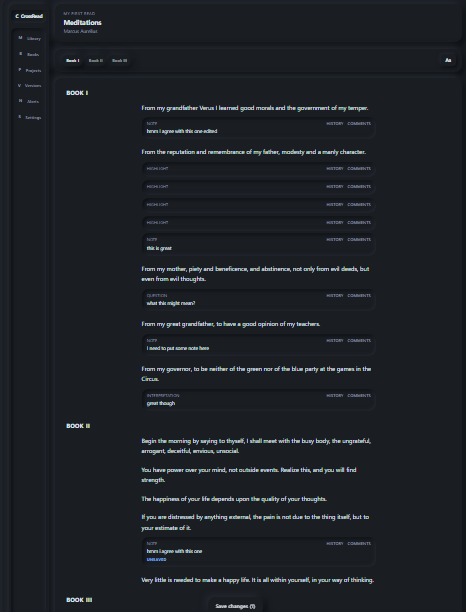 C CrossRead
M Library
B Books
P Projects
V Versions
N Alerts
S Settings
MY FIRST READ
Meditations
Marcus Aurelius
Book I Book II Book III
Aa
BOOK I
From my grandfather Verus I learned good morals and the government of my temper.
NOTE HISTORY COMMENTS
hmm I agree with this one edited
From the reputation and remembrance of my father, modesty and a manly character.
HIGHLIGHT HISTORY COMMENTS
HIGHLIGHT HISTORY COMMENTS
HIGHLIGHT HISTORY COMMENTS
HIGHLIGHT HISTORY COMMENTS
NOTE HISTORY COMMENTS
this is great
From my mother, piety and beneficence, and abstinence, not only from evil deeds, but
even from evil thoughts.
QUESTION HISTORY COMMENTS
what this might mean?
From my great grandfather, to have a good opinion of my teachers.
NOTE HISTORY COMMENTS
I need to put some note here
From my governor, to be neither of the green nor of the blue party at the games in the
Circus.
INTERPRETATION HISTORY COMMENTS
great though
BOOK II
Begin the morning by saying to thyself, I shall meet with the busy body, the ungrateful,
arrogant, deceitful, envious, unsocial.
You have power over your mind, not outside events. Realize this, and you will find
strength.
The happiness of your life depends upon the quality of your thoughts.
If you are distressed by anything external, the pain is not due to the thing itself, but to
your estimate of it.
NOTE HISTORY COMMENTS
hmm I agree with this one
UNSAVED
Very little is needed to make a happy life. It is all within yourself, in your way of thinking.
BOOK III
Save changes (1)